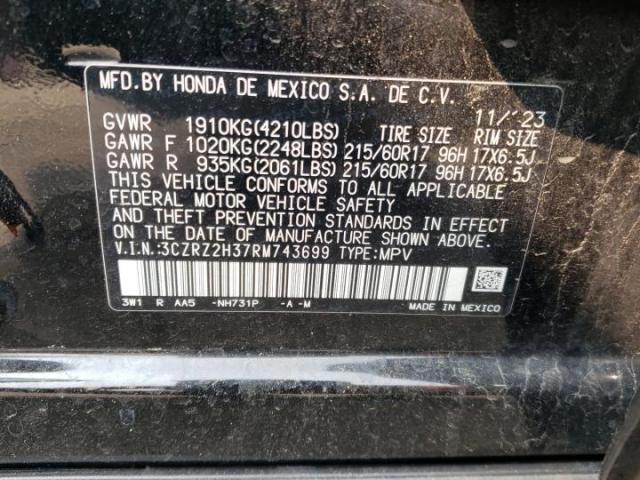 MFD.BY HONDA DE MEXICO S.A. DE C.V. 11/'23
GVWR 1910KG(4210LBS) TIRE SIZE RIM SIZE
GAWR F 1020KG(2248LBS) 215/60R17 96H 17X6.5J
GAWR R 935KG(2061LBS) 215/60R17 96H 17X6.5J
THIS VEHICLE CONFORMS TO ALL APPLICABLE
FEDERAL MOTOR VEHICLE SAFETY
AND THEFT PREVENTION STANDARDS IN EFFECT
ON THE DATE OF MANUFACTURE SHOWN ABOVE.
V.I.N.:3CZRZ2H37RM743699 TYPE:MPV
3W1 R AA5 -NH731P -A-M MADE IN MEXICO